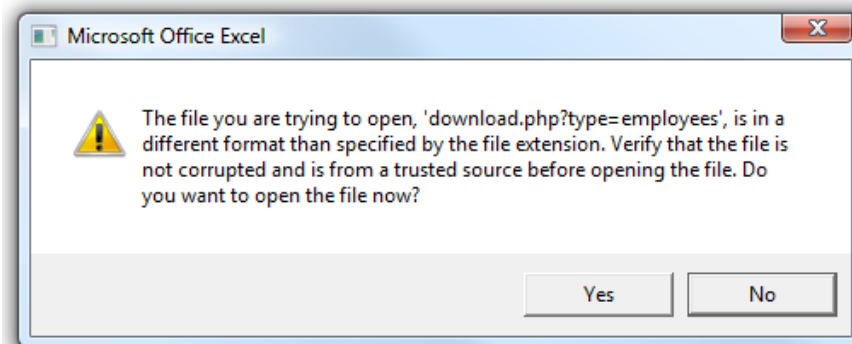 Microsoft Office Excel
The file you are trying to open, 'download.php?type=employees', is in a
different format than specified by the file extension. Verify that the file is
not corrupted and is from a trusted source before opening the file. Do
you want to open the file now?
Yes No